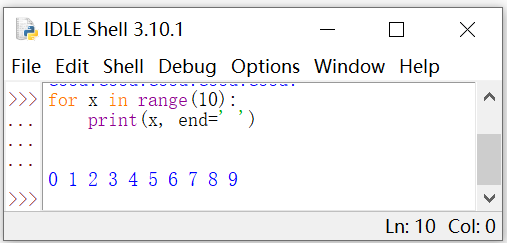 IDLE Shell 3.10.1
File Edit Shell Debug Options Window Help
>>> for x in range(10):
...     print(x, end=' ')
...
...
0 1 2 3 4 5 6 7 8 9
>>>
Ln: 10 Col: 0